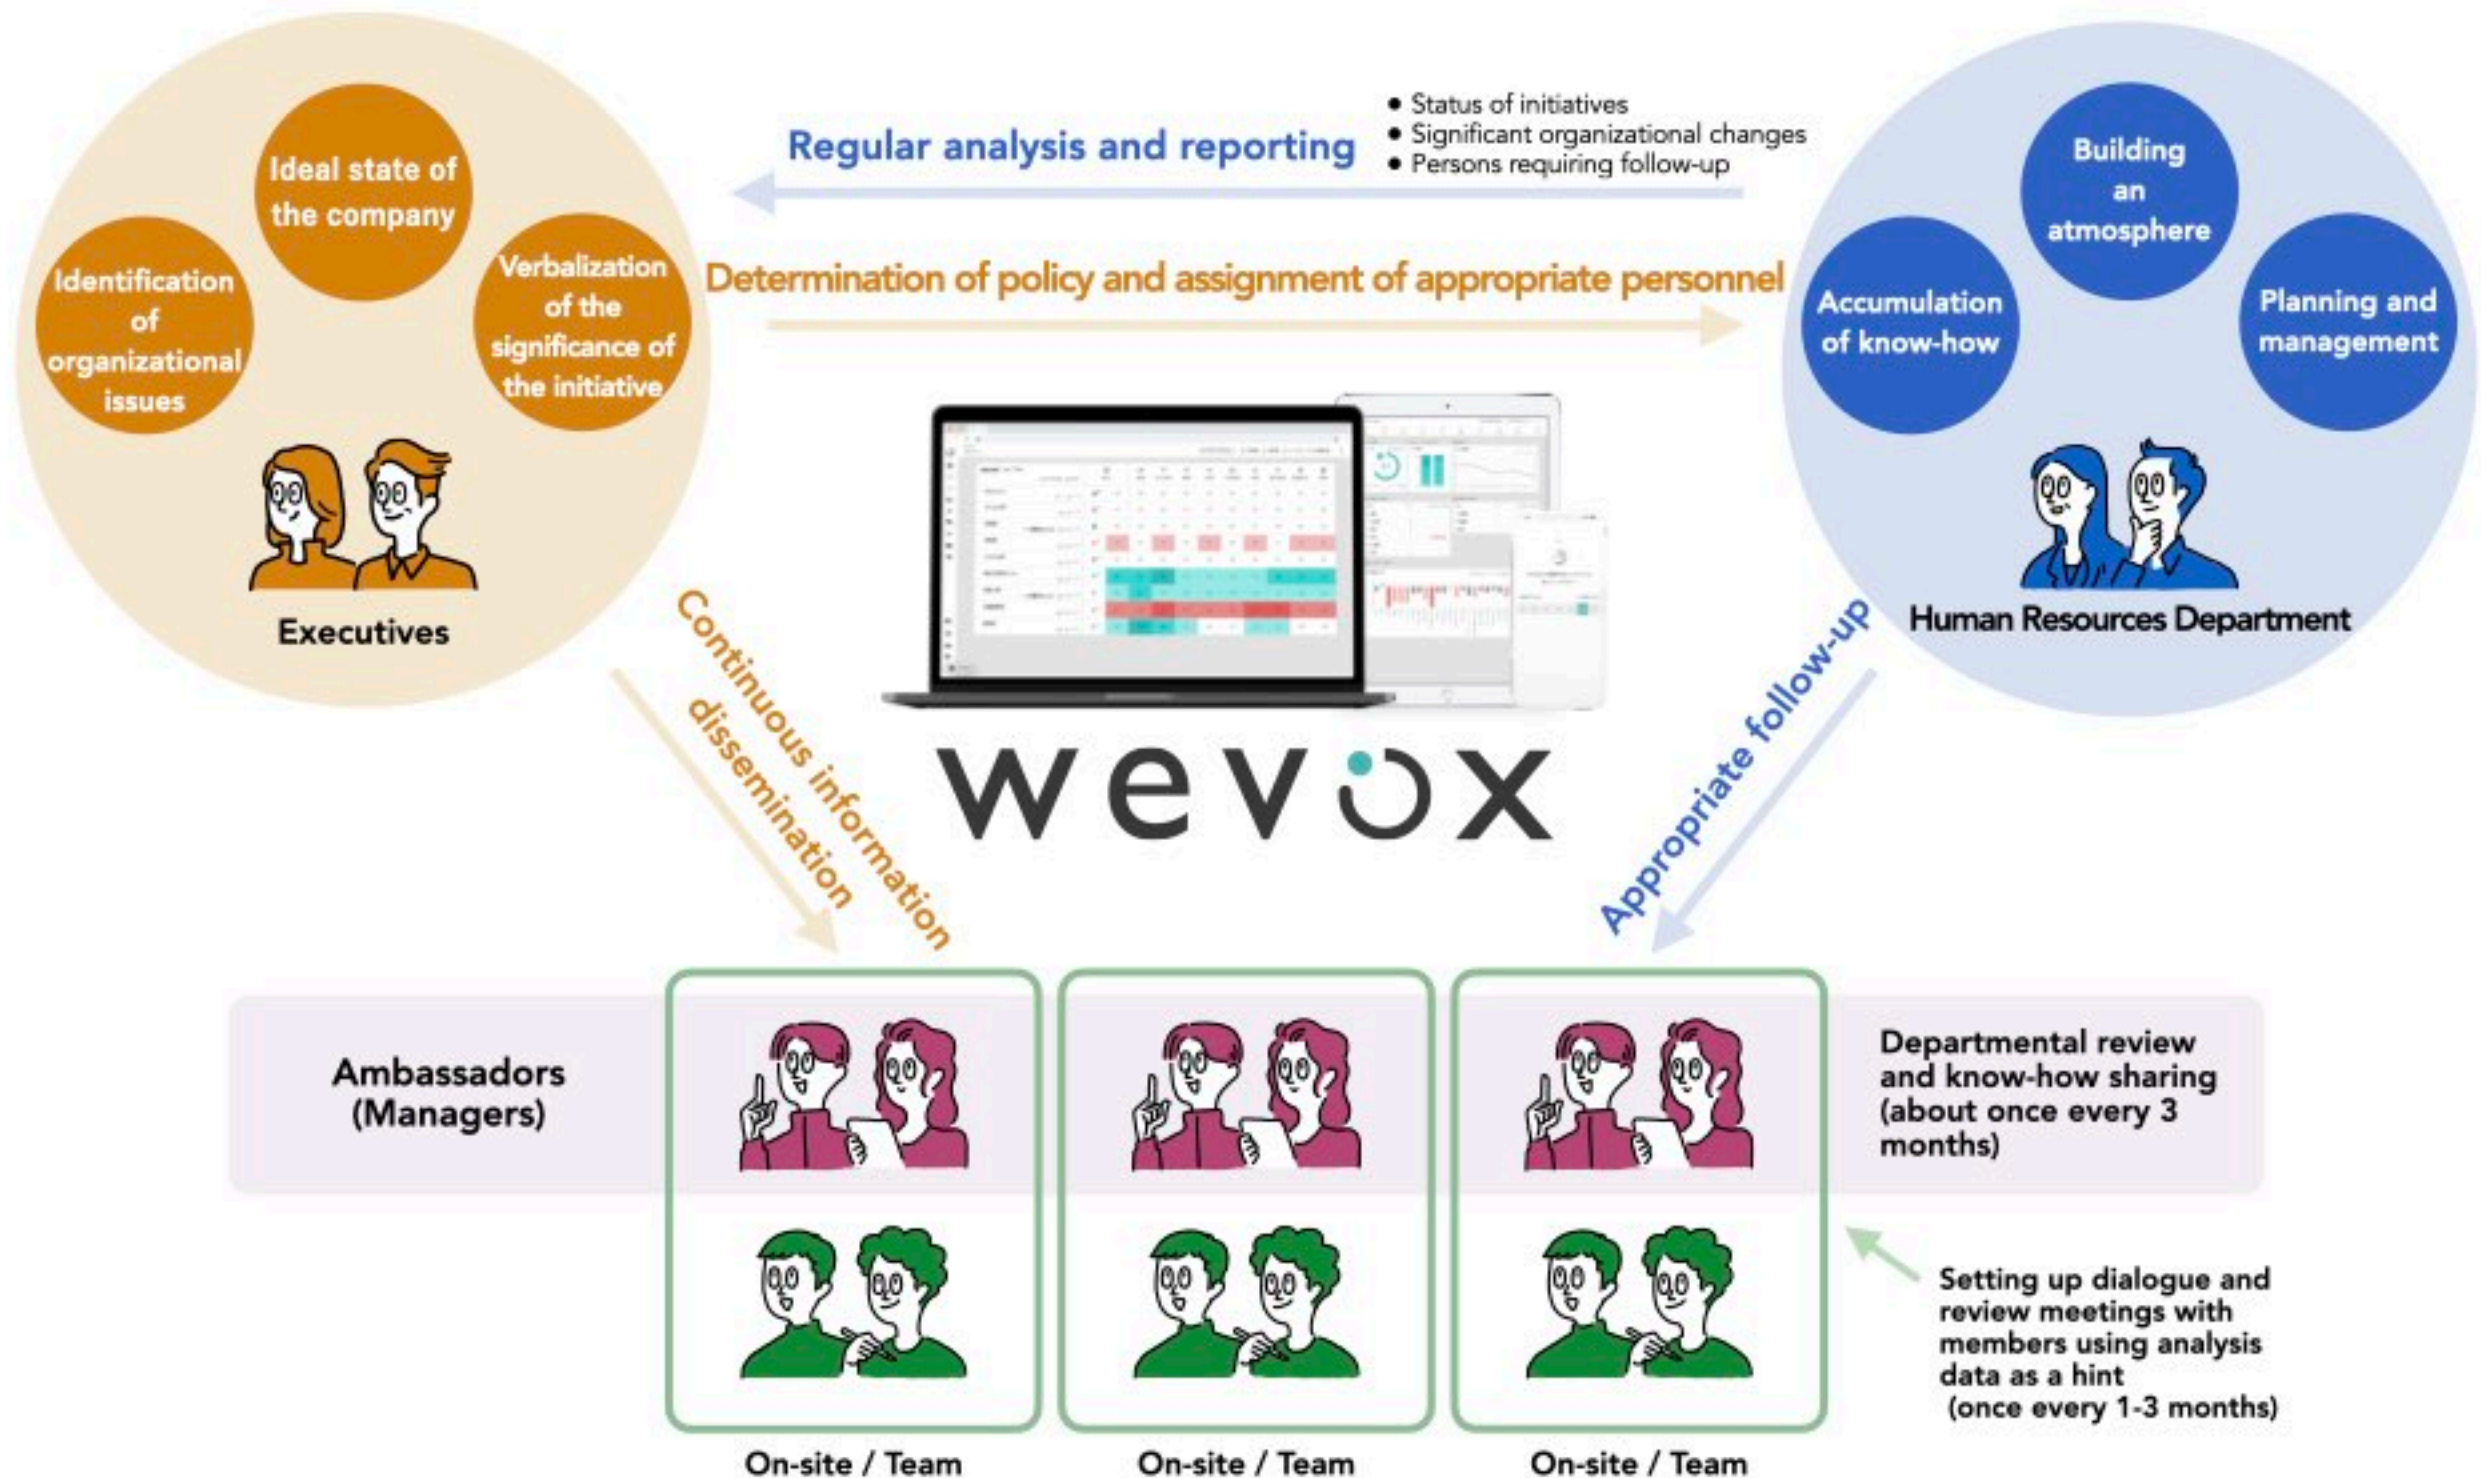 Ideal state of
the company
Identification
of
organizational
issues
Verbalization
of the
significance of
the initiative
Executives
Regular analysis and reporting
• Status of initiatives
• Significant organizational changes
• Persons requiring follow-up
Determination of policy and assignment of appropriate personnel
Building
an
atmosphere
Accumulation
of know-how
Planning and
management
Human Resources Department
Continuous information
dissemination
wevox
Appropriate follow-up
Ambassadors
(Managers)
Departmental review
and know-how sharing
(about once every 3
months)
Setting up dialogue and
review meetings with
members using analysis
data as a hint
(once every 1-3 months)
On-site / Team
On-site / Team
On-site / Team